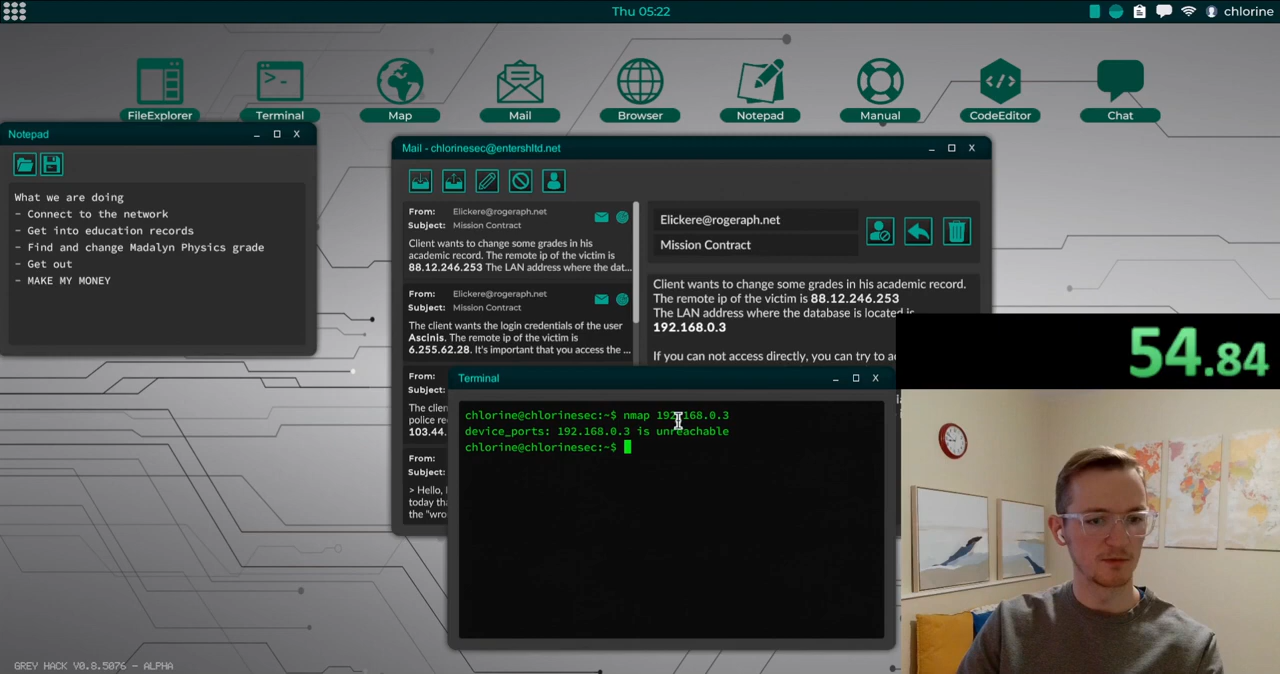 Thu 05:22
chlorine
FileExplorer
Terminal
Map
Mail
Browser
Notepad
Manual
CodeEditor
Chat
Notepad
What we are doing
- Connect to the network
- Get into education records
- Find and change Madalyn Physics grade
- Get out
- MAKE MY MONEY
Mail - chlorinesec@entershltd.net
From: Elickere@rogeraph.net
Subject: Mission Contract
Client wants to change some grades in his
academic record. The remote ip of the victim is
88.12.246.253 The LAN address where the dat...
From: Elickere@rogeraph.net
Subject: Mission Contract
The client wants the login credentials of the user
Ascinis. The remote ip of the victim is
6.255.62.28. It's important that you access the ...
From:
Subject:
The clien
police re
103.44.
From:
Subject:
> Hello, I
today tha
the "wro
Elickere@rogeraph.net
Mission Contract
Client wants to change some grades in his academic record.
The remote ip of the victim is 88.12.246.253
The LAN address where the database is located is
192.168.0.3
If you can not access directly, you can try to ac
54.84
Terminal
chlorine@chlorinesec:~$ nmap 192.168.0.3
device_ports: 192.168.0.3 is unreachable
chlorine@chlorinesec:~$
GREY HACK V0.8.5076 - ALPHA